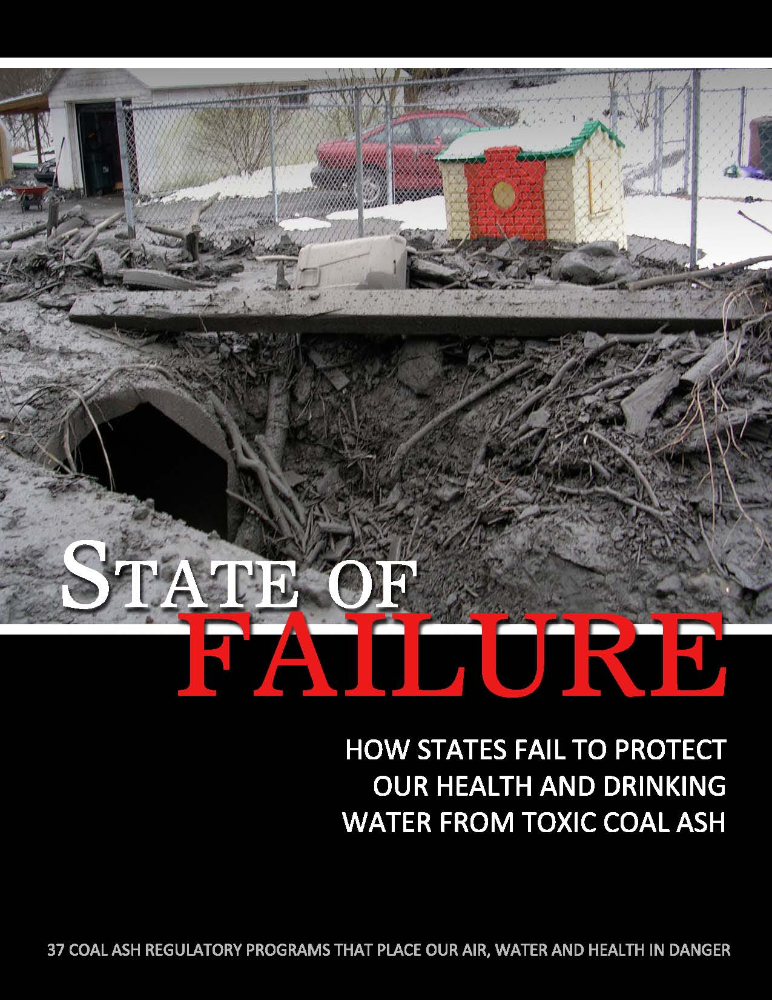 STATE OF
FAILURE
HOW STATES FAIL TO PROTECT
OUR HEALTH AND DRINKING
WATER FROM TOXIC COAL ASH
37 COAL ASH REGULATORY PROGRAMS THAT PLACE OUR AIR, WATER AND HEALTH IN DANGER